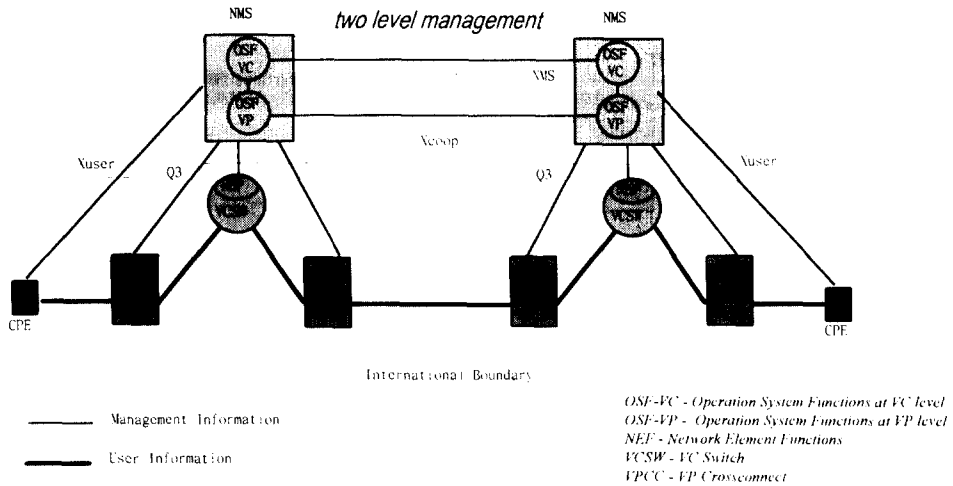 NMS
two level management
NMS
OSF
VC
OSF
VP
OSF
VC
OSF
VP
NMS
Xcoop
Xuser
Q3
Q3
Xuser
VCSW
VCSW
CPE
CPE
International Boundary
Management Information
User Information
OSF-VC - Operation System Functions at VC level
OSF-VP - Operation System Functions at VP level
NEF - Network Element Functions
VCSW - VC Switch
VPCC - VP Crossconnect